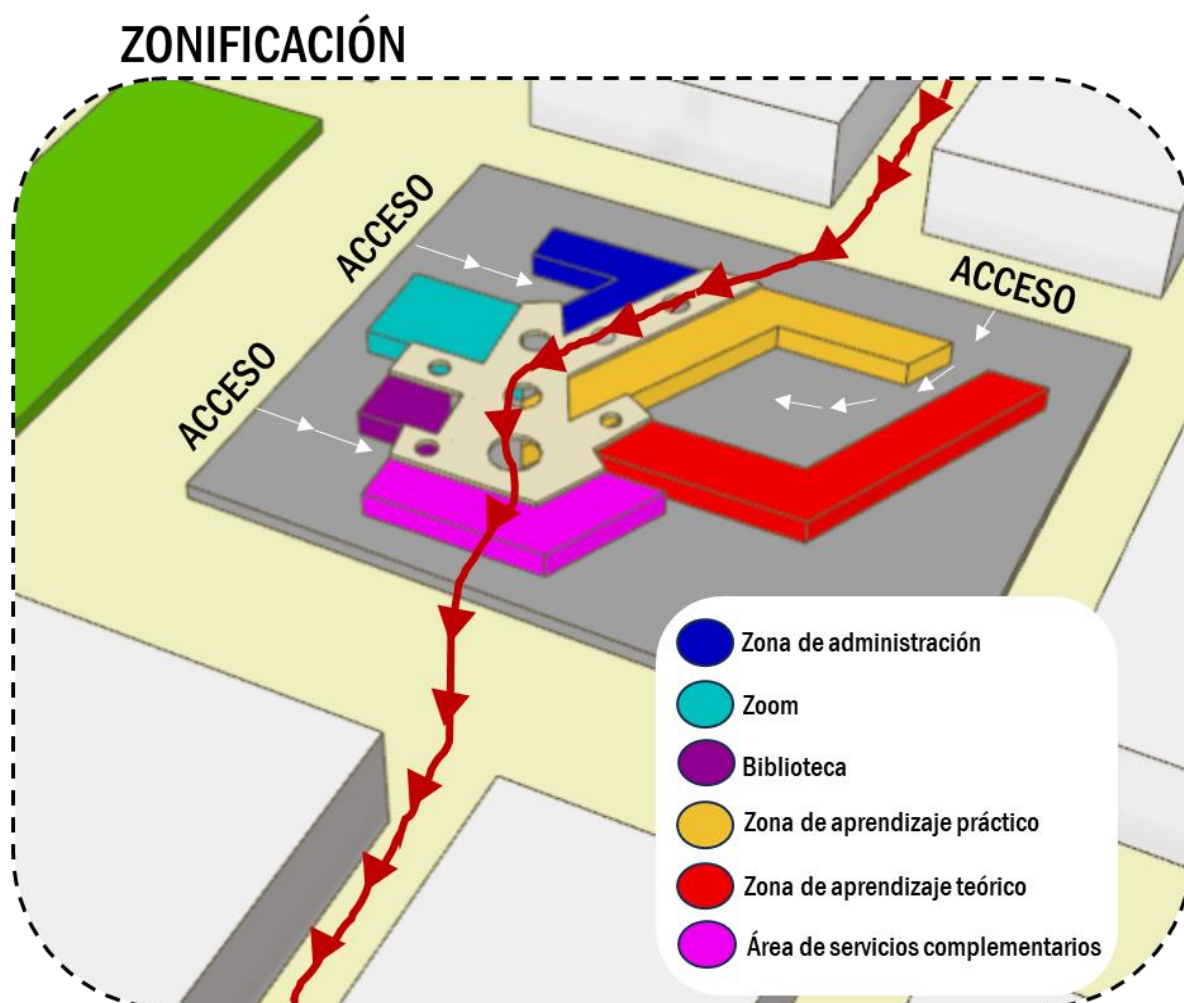 ZONIFICACIÓN
ACCESO
ACCESO
ACCESO
Zona de administración
Zoom
Biblioteca
Zona de aprendizaje práctico
Zona de aprendizaje teórico
Área de servicios complementarios